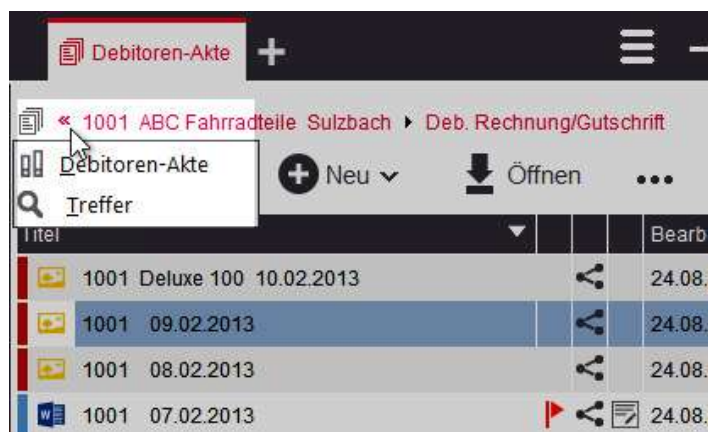 Debitoren-Akte
« 1001 ABC Fahrradteile Sulzbach Deb. Rechnung/Gutschrift
Debitoren-Akte
Neu
Öffnen
Treffer
Titel Bearb
1001 Deluxe 100 10.02.2013 24.08.
1001 09.02.2013 24.08.
1001 08.02.2013 24.08.
W 1001 07.02.2013 24.08.